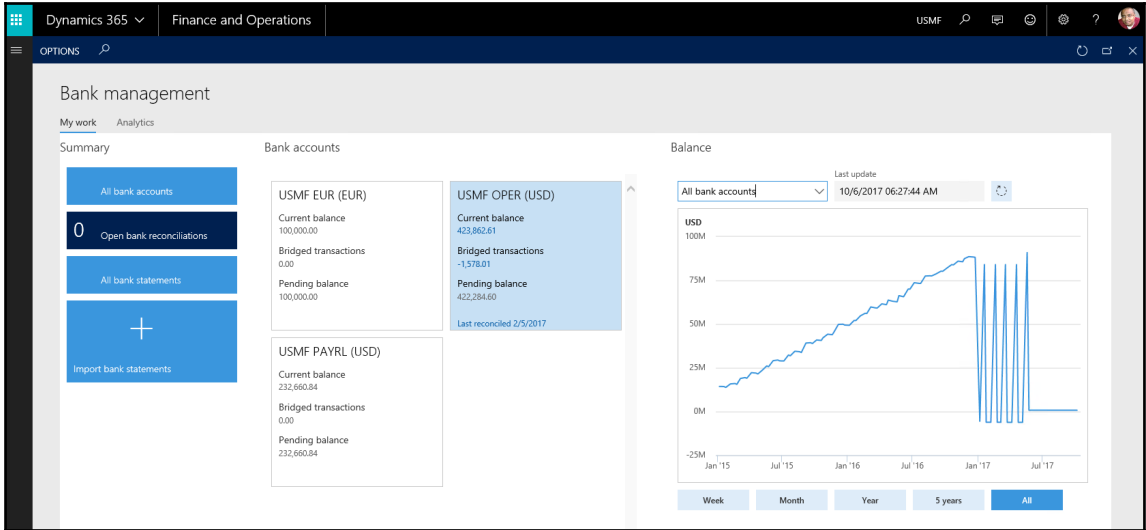 Dynamics 365
Finance and Operations
USMF
?
OPTIONS
Bank management
My work
Analytics
Summary
All bank accounts
0 Open bank reconciliations
All bank statements
Import bank statements
Bank accounts
USMF EUR (EUR)
Current balance
100,000.00
Bridged transactions
0.00
Pending balance
100,000.00
USMF OPER (USD)
Current balance
423,862.61
Bridged transactions
-1,578.01
Pending balance
422,284.60
Last reconciled 2/5/2017
USMF PAYRL (USD)
Current balance
232,660.84
Bridged transactions
0.00
Pending balance
232,660.84
Balance
Last update
All bank accounts
10/6/2017 06:27:44 AM
USD
100M
75M
50M
25M
0M
-25M
Jan '15 Jul '15 Jan '16 Jul '16 Jan '17 Jul '17
Week Month Year 5 years All